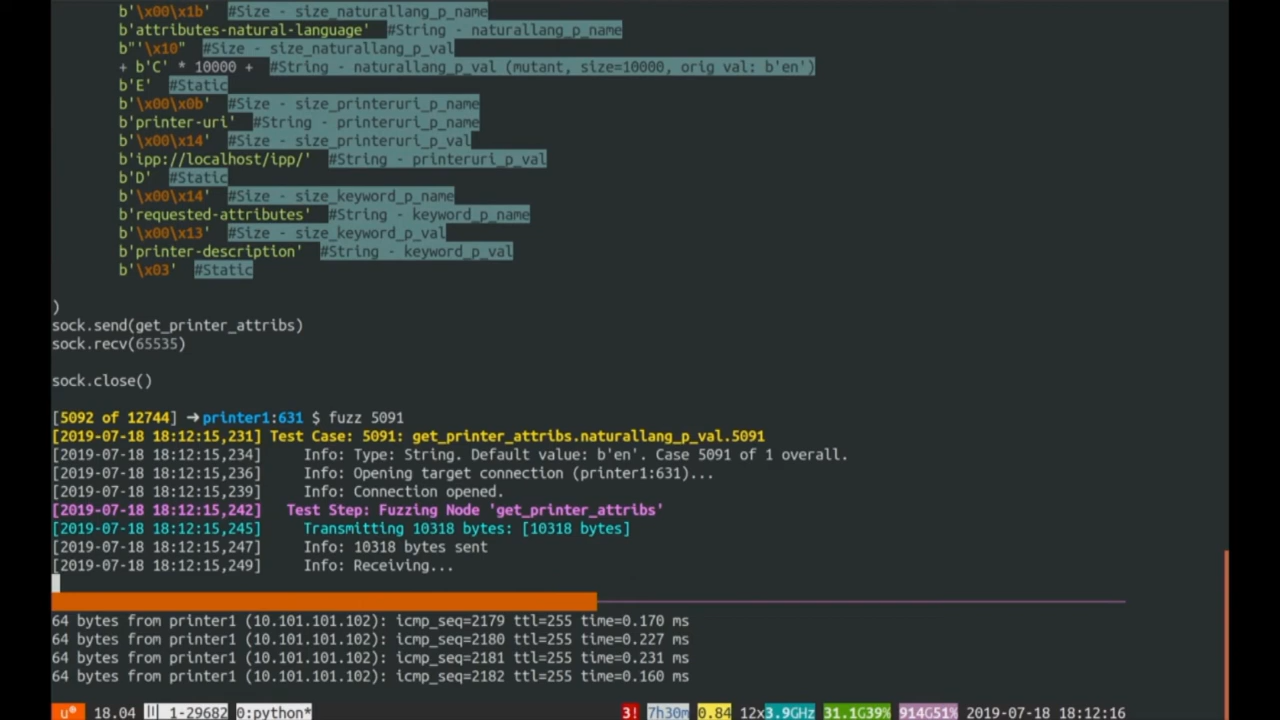 b'\x00\x1b' #Size - size_naturallang_p_name
b'attributes-natural-language' #String - naturallang_p_name
b"'\x10" #Size - size_naturallang_p_val
+ b'C' * 10000 + #String - naturallang_p_val (mutant, size=10000, orig val: b'en')
b'E' #Static
b'\x00\x0b' #Size - size_printeruri_p_name
b'printer-uri' #String - printeruri_p_name
b'\x00\x14' #Size - size_printeruri_p_val
b'ipp://localhost/ipp/' #String - printeruri_p_val
b'D' #Static
b'\x00\x14' #Size - size_keyword_p_name
b'requested-attributes' #String - keyword_p_name
b'\x00\x13' #Size - size_keyword_p_val
b'printer-description' #String - keyword_p_val
b'\x03' #Static
)
sock.send(get_printer_attribs)
sock.recv(65535)
sock.close()
[5092 of 12744] ➜ printer1:631 $ fuzz 5091
[2019-07-18 18:12:15,231] Test Case: 5091: get_printer_attribs.naturallang_p_val.5091
[2019-07-18 18:12:15,234] Info: Type: String. Default value: b'en'. Case 5091 of 1 overall.
[2019-07-18 18:12:15,236] Info: Opening target connection (printer1:631)...
[2019-07-18 18:12:15,239] Info: Connection opened.
[2019-07-18 18:12:15,242] Test Step: Fuzzing Node 'get_printer_attribs'
[2019-07-18 18:12:15,245] Transmitting 10318 bytes: [10318 bytes]
[2019-07-18 18:12:15,247] Info: 10318 bytes sent
[2019-07-18 18:12:15,249] Info: Receiving...
64 bytes from printer1 (10.101.101.102): icmp_seq=2179 ttl=255 time=0.170 ms
64 bytes from printer1 (10.101.101.102): icmp_seq=2180 ttl=255 time=0.227 ms
64 bytes from printer1 (10.101.101.102): icmp_seq=2181 ttl=255 time=0.231 ms
64 bytes from printer1 (10.101.101.102): icmp_seq=2182 ttl=255 time=0.160 ms
u® 18.04 1-29682 0:python* 3! 7h30m 0.84 12x3.9GHz 31.1G39% 914G51% 2019-07-18 18:12:16